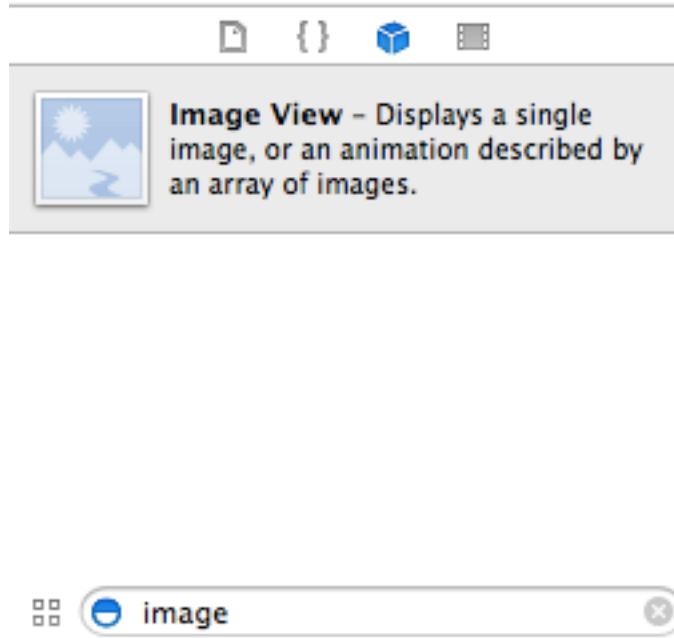 { }
Image View – Displays a single
image, or an animation described by
an array of images.
image